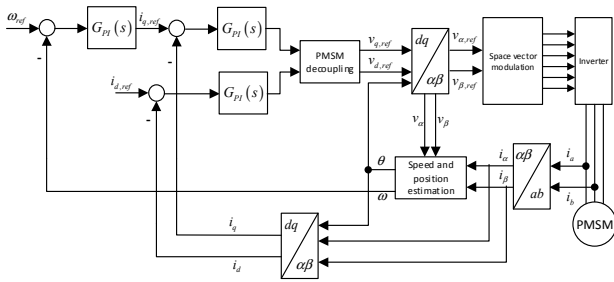 ω_ref
G_PI(s)
i_q,ref
G_PI(s)
-
-
i_d,ref
-
G_PI(s)
PMSM
decoupling
v_q,ref
v_d,ref
dq
αβ
v_α,ref
v_β,ref
Space vector
modulation
Inverter
v_α
v_β
θ
ω
Speed and
position
estimation
i_α
i_β
αβ
ab
i_a
i_b
PMSM
i_q
i_d
dq
αβ